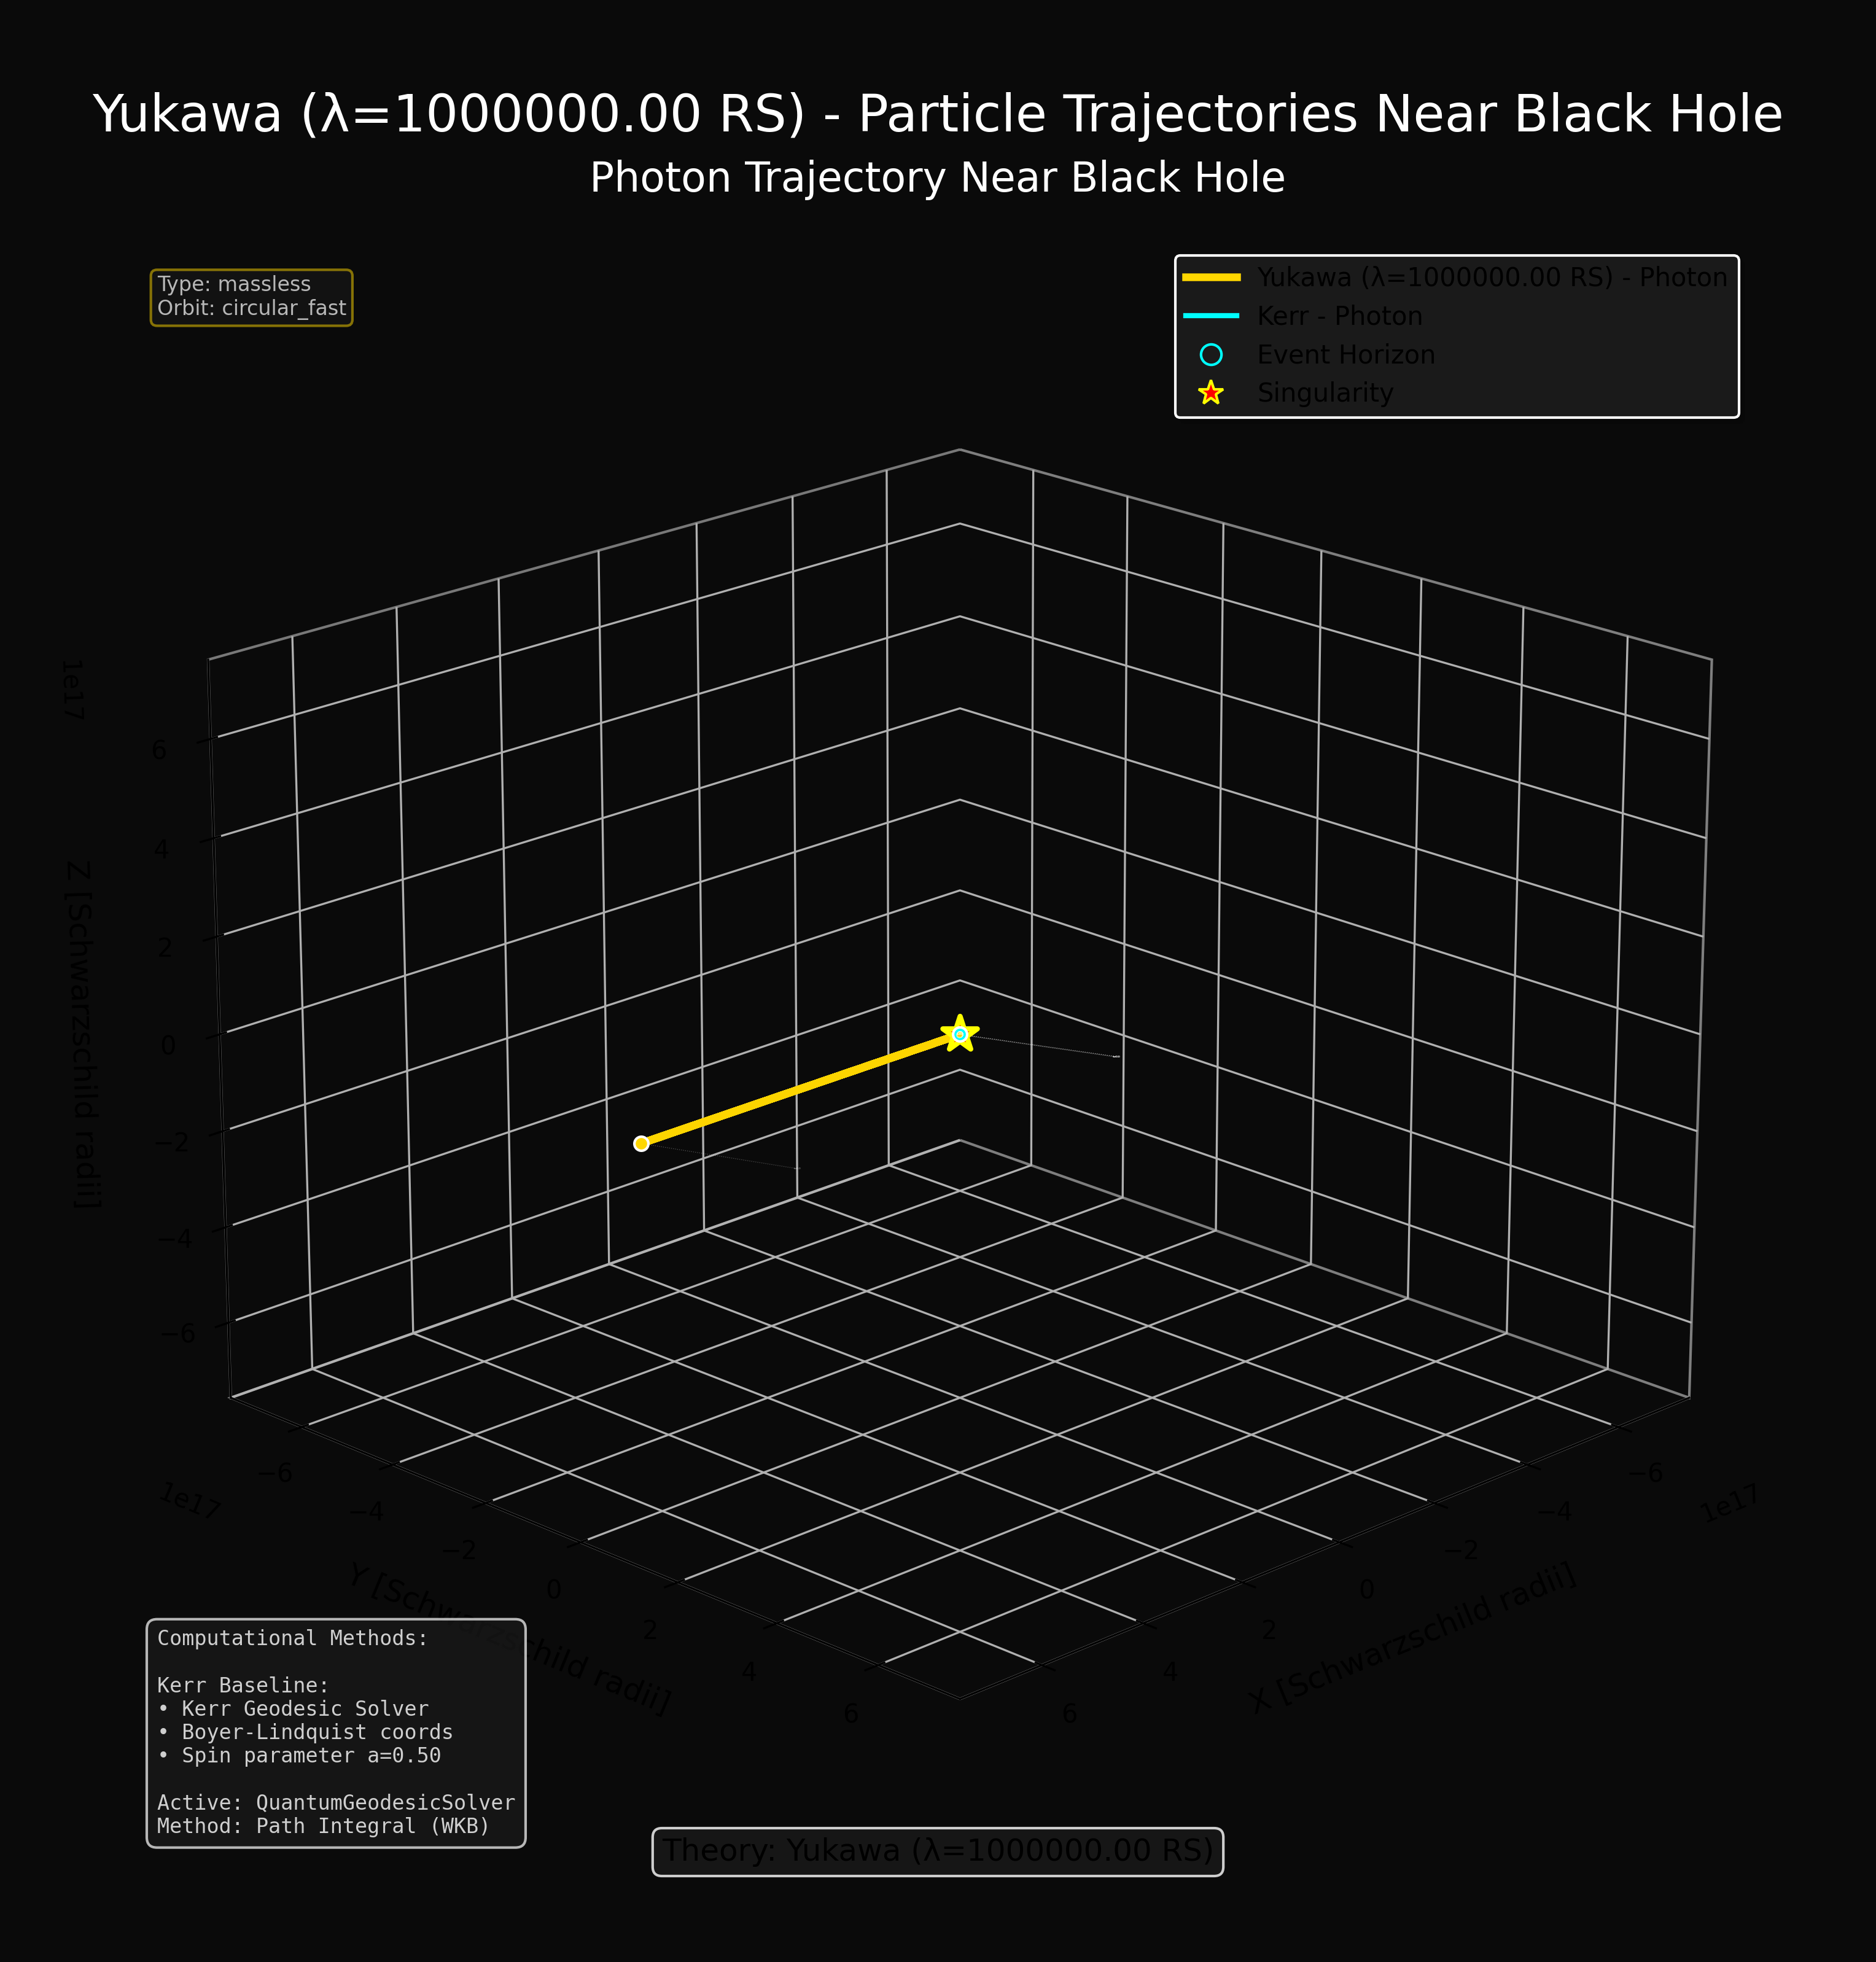 Yukawa (λ=1000000.00 RS) - Particle Trajectories Near Black Hole
Photon Trajectory Near Black Hole
Type: massless
Orbit: circular_fast
Yukawa (λ=1000000.00 RS) - Photon
Kerr - Photon
Event Horizon
Singularity
1e17
6
4
2
0
−2
−4
−6
Z [Schwarzschild radii]
1e17
−6
−4
−2
0
2
4
6
Y [Schwarzschild radii]
1e17
−6
−4
−2
0
2
4
6
X [Schwarzschild radii]
Computational Methods:
Kerr Baseline:
• Kerr Geodesic Solver
• Boyer-Lindquist coords
• Spin parameter a=0.50
Active: QuantumGeodesicSolver
Method: Path Integral (WKB)
Theory: Yukawa (λ=1000000.00 RS)